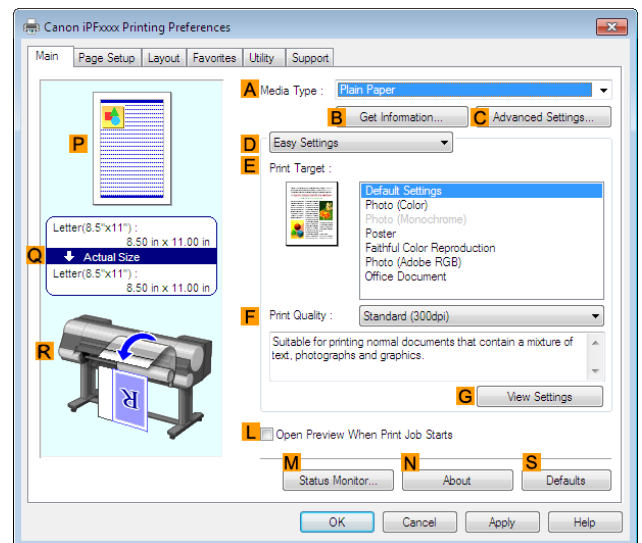 Canon iPFxxxx Printing Preferences
Main Page Setup Layout Favorites Utility Support
A Media Type : Plain Paper
B Get Information... C Advanced Settings...
D Easy Settings
E Print Target :
Default Settings
Photo (Color)
Photo (Monochrome)
Poster
Faithful Color Reproduction
Photo (Adobe RGB)
Office Document
F Print Quality : Standard (300dpi)
Suitable for printing normal documents that contain a mixture of
text, photographs and graphics.
G View Settings
L Open Preview When Print Job Starts
M Status Monitor... N About S Defaults
P
Letter(8.5"x11") :
8.50 in x 11.00 in
Q Actual Size
Letter(8.5"x11") :
8.50 in x 11.00 in
R
R
OK Cancel Apply Help